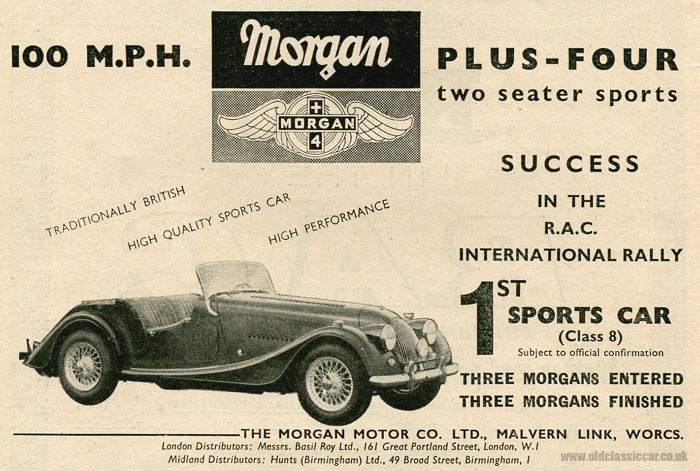 100 M.P.H.
Morgan
MORGAN
4
PLUS-FOUR
two seater sports
TRADITIONALLY BRITISH
HIGH QUALITY SPORTS CAR
HIGH PERFORMANCE
SUCCESS
IN THE
R.A.C.
INTERNATIONAL RALLY
1ST
SPORTS CAR
(Class 8)
Subject to official confirmation
THREE MORGANS ENTERED
THREE MORGANS FINISHED
THE MORGAN MOTOR CO. LTD., MALVERN LINK, WORCS.
London Distributors: Messrs. Basil Roy Ltd., 161 Great Portland Street, London, W.1
Midland Distributors: Hunts (Birmingham) Ltd., 49 Broad Street, Birmingham, 1
www.oldclassiccar.co.uk